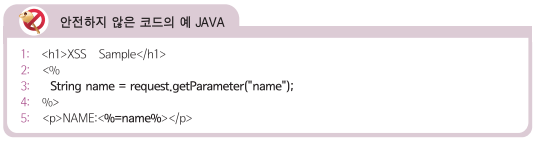 안전하지 않은 코드의 예 JAVA
1: <h1>XSS Sample</h1>
2: <%
3: String name = request.getParameter("name");
4: %>
5: <p>NAME:<%=name%></p>